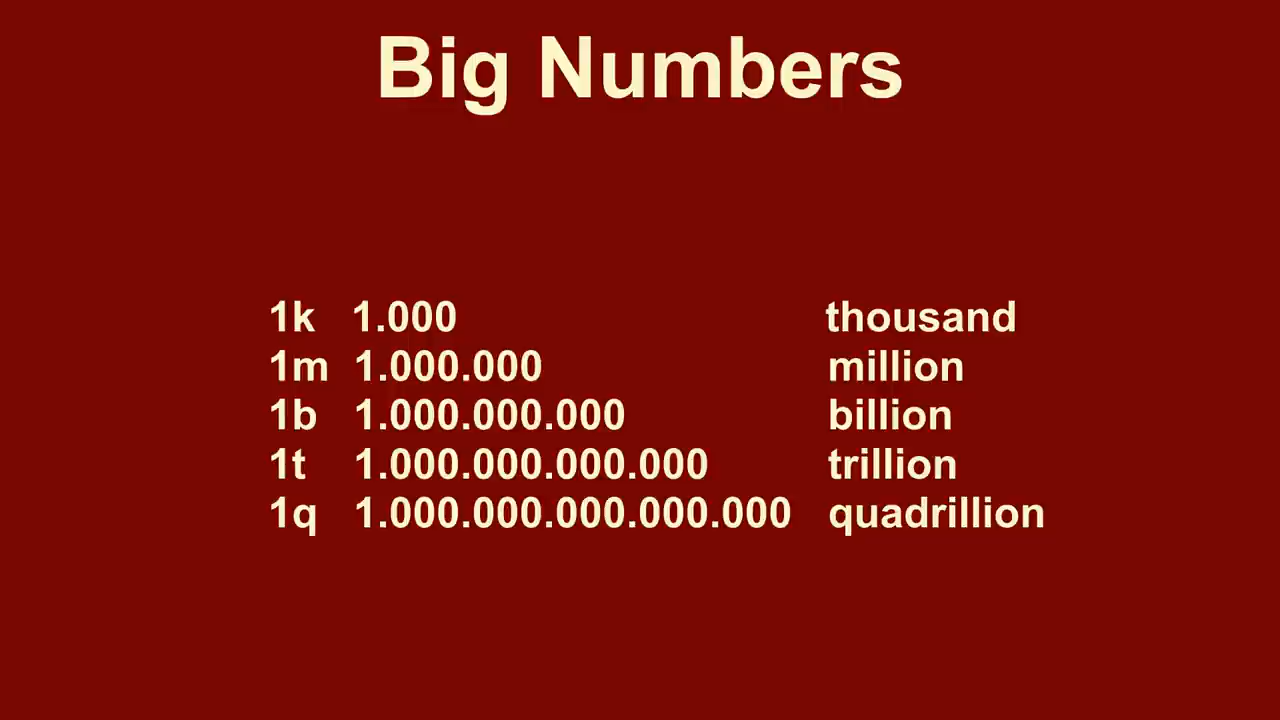 Big Numbers
1k 1.000 thousand
1m 1.000.000 million
1b 1.000.000.000 billion
1t 1.000.000.000.000 trillion
1q 1.000.000.000.000.000 quadrillion